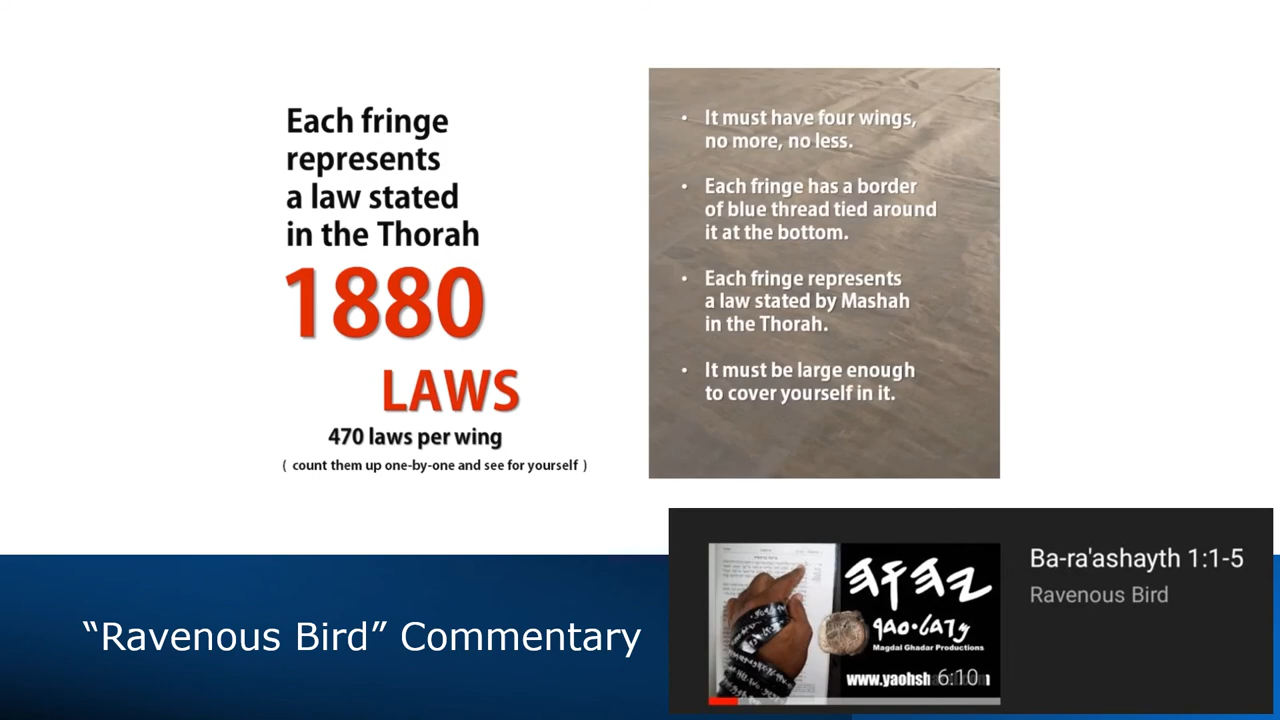 Each fringe
represents
a law stated
in the Thorah
1880
LAWS
470 laws per wing
( count them up one-by-one and see for yourself )
• It must have four wings,
no more, no less.
• Each fringe has a border
of blue thread tied around
it at the bottom.
• Each fringe represents
a law stated by Mashah
in the Thorah.
• It must be large enough
to cover yourself in it.
“Ravenous Bird” Commentary
𐤉𐤄𐤅𐤄
Magdal Ghadar Productions
www.yaohsh
6:10
Ba-ra'ashayth 1:1-5
Ravenous Bird